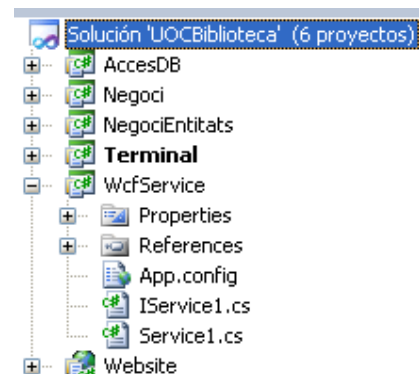 Solución 'UOCBiblioteca' (6 proyectos)
AccesDB
Negoci
NegociEntitats
Terminal
WcfService
Properties
References
App.config
IService1.cs
Service1.cs
Website